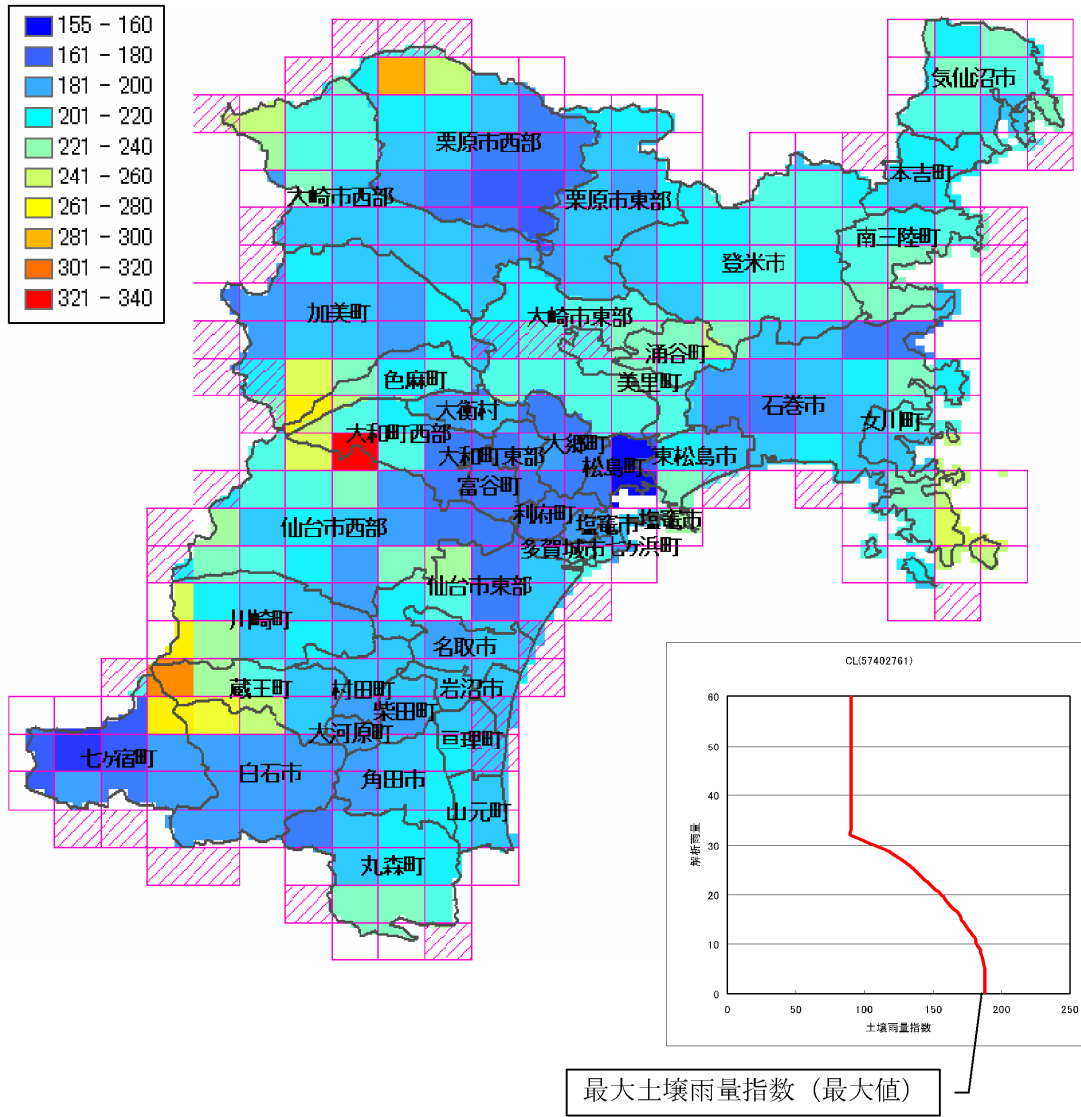 155 - 160
161 - 180
181 - 200
201 - 220
221 - 240
241 - 260
261 - 280
281 - 300
301 - 320
321 - 340
気仙沼市
栗原市西部
本吉町
大崎市西部
栗原市東部
南三陸町
登米市
加美町
大崎市東部
涌谷町
色麻町
美里町
大衡村
石巻市
女川町
大和町西部
大郷町
大和町東部
松島町
東松島市
富谷町
利府町
塩竈市
塩竈市
仙台市西部
多賀城市
七ヶ浜町
仙台市東部
川崎町
名取市
蔵王町
村田町
岩沼市
柴田町
大河原町
亘理町
七ヶ宿町
白石市
角田市
山元町
丸森町
CL(57402761)
60
50
40
30
20
10
0
解析雨量
0 50 100 150 200 250
土壌雨量指数
最大土壌雨量指数（最大値）